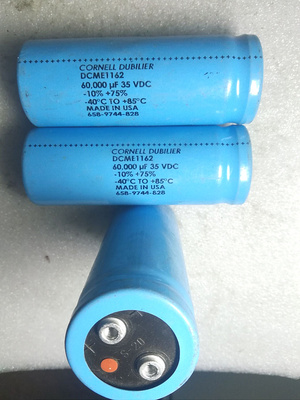 CORNELL DUBILIER
DCME1162
60,000 µF 35 VDC
-10% +75%
-40°C TO +85°C
MADE IN USA
658-9744-828
CORNELL DUBILIER
DCME1162
60,000 µF 35 VDC
-10% +75%
-40°C TO +85°C
MADE IN USA
658-9744-828